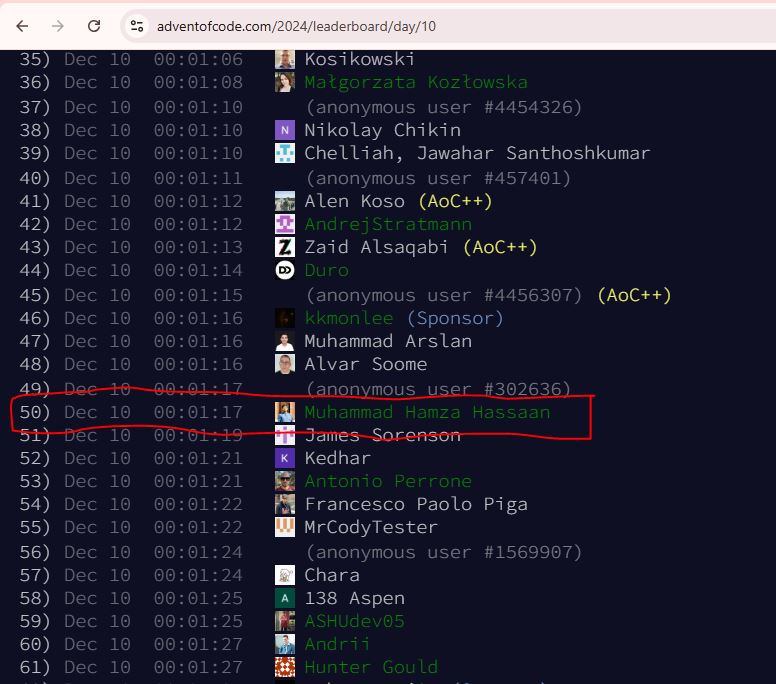 adventofcode.com/2024/leaderboard/day/10
35) Dec 10 00:01:06 Kosikowski
36) Dec 10 00:01:08 Małgorzata Kozłowska
37) Dec 10 00:01:10 (anonymous user #4454326)
38) Dec 10 00:01:10 N Nikolay Chikin
39) Dec 10 00:01:10 Chelliah, Jawahar Santhoshkumar
40) Dec 10 00:01:11 (anonymous user #457401)
41) Dec 10 00:01:12 Alen Koso (AoC++)
42) Dec 10 00:01:12 AndrejStratmann
43) Dec 10 00:01:13 Z Zaid Alsaqabi (AoC++)
44) Dec 10 00:01:14 Duro
45) Dec 10 00:01:15 (anonymous user #4456307) (AoC++)
46) Dec 10 00:01:16 kkmonlee (Sponsor)
47) Dec 10 00:01:16 Muhammad Arslan
48) Dec 10 00:01:16 Alvar Soome
49) Dec 10 00:01:17 (anonymous user #302636)
50) Dec 10 00:01:17 Muhammad Hamza Hassaan
51) Dec 10 00:01:19 James Sorenson
52) Dec 10 00:01:21 K Kedhar
53) Dec 10 00:01:21 Antonio Perrone
54) Dec 10 00:01:22 Francesco Paolo Piga
55) Dec 10 00:01:22 MrCodyTester
56) Dec 10 00:01:24 (anonymous user #1569907)
57) Dec 10 00:01:24 Chara
58) Dec 10 00:01:25 A 138 Aspen
59) Dec 10 00:01:25 ASHUdev05
60) Dec 10 00:01:27 Andrii
61) Dec 10 00:01:27 Hunter Gould